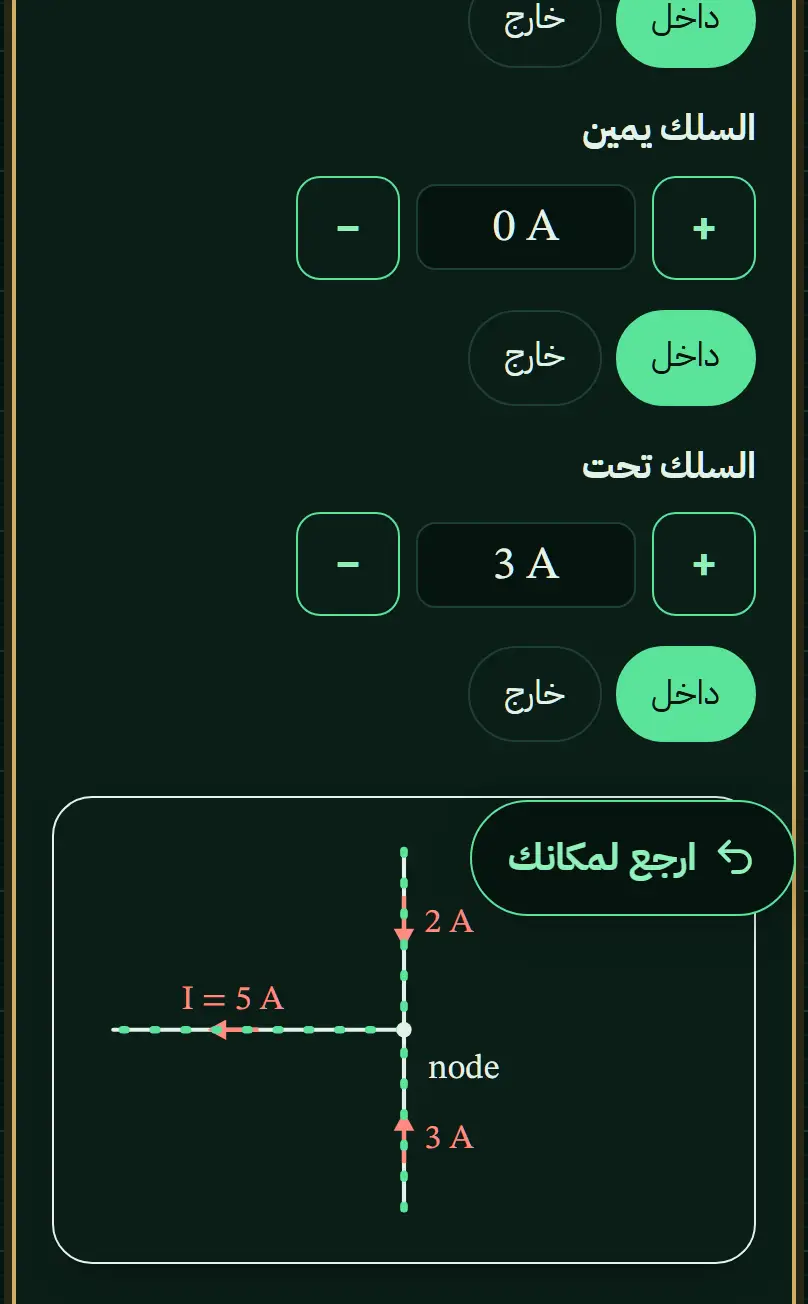 داخل خارج
السلك يمين
+ 0 A −
داخل خارج
السلك تحت
+ 3 A −
داخل خارج
ارجع لمكانك
2 A
I = 5 A
node
3 A